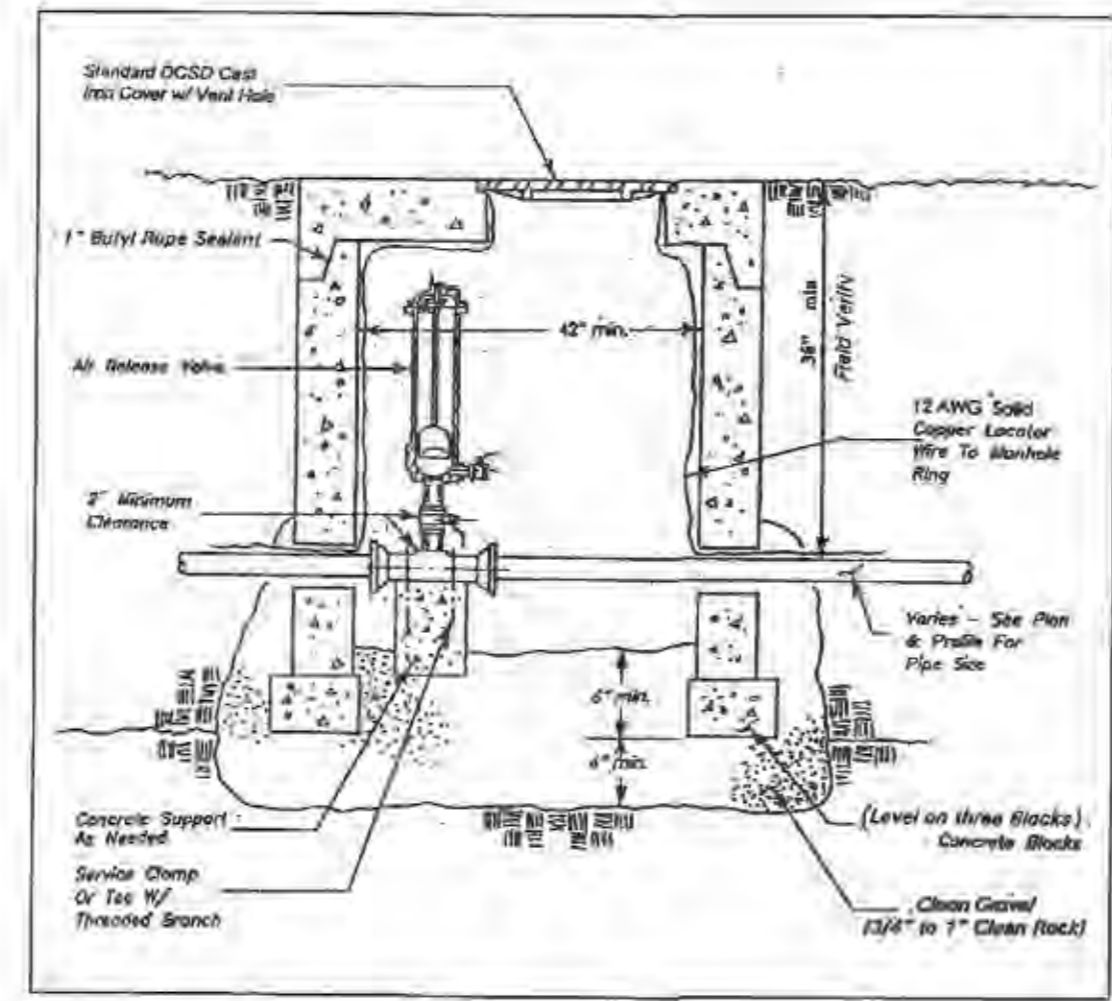 Standard DCSD Cast
Iron Cover w/ Vent Hole
1" Butyl Rope Sealant
42" min.
36" min
Field Verify
Air Release Valve
12 AWG Solid
Copper Locator
Wire To Manhole
Ring
2" Minimum
Clearance
Varies - See Plan
& Profile For
Pipe Size
6" min.
6" min.
Concrete Support
As Needed
(Level on three Blocks)
Concrete Blocks
Service Clamp
Or Tee W/
Threaded Branch
Clean Gravel
(3/4" to 1" Clean Rock)